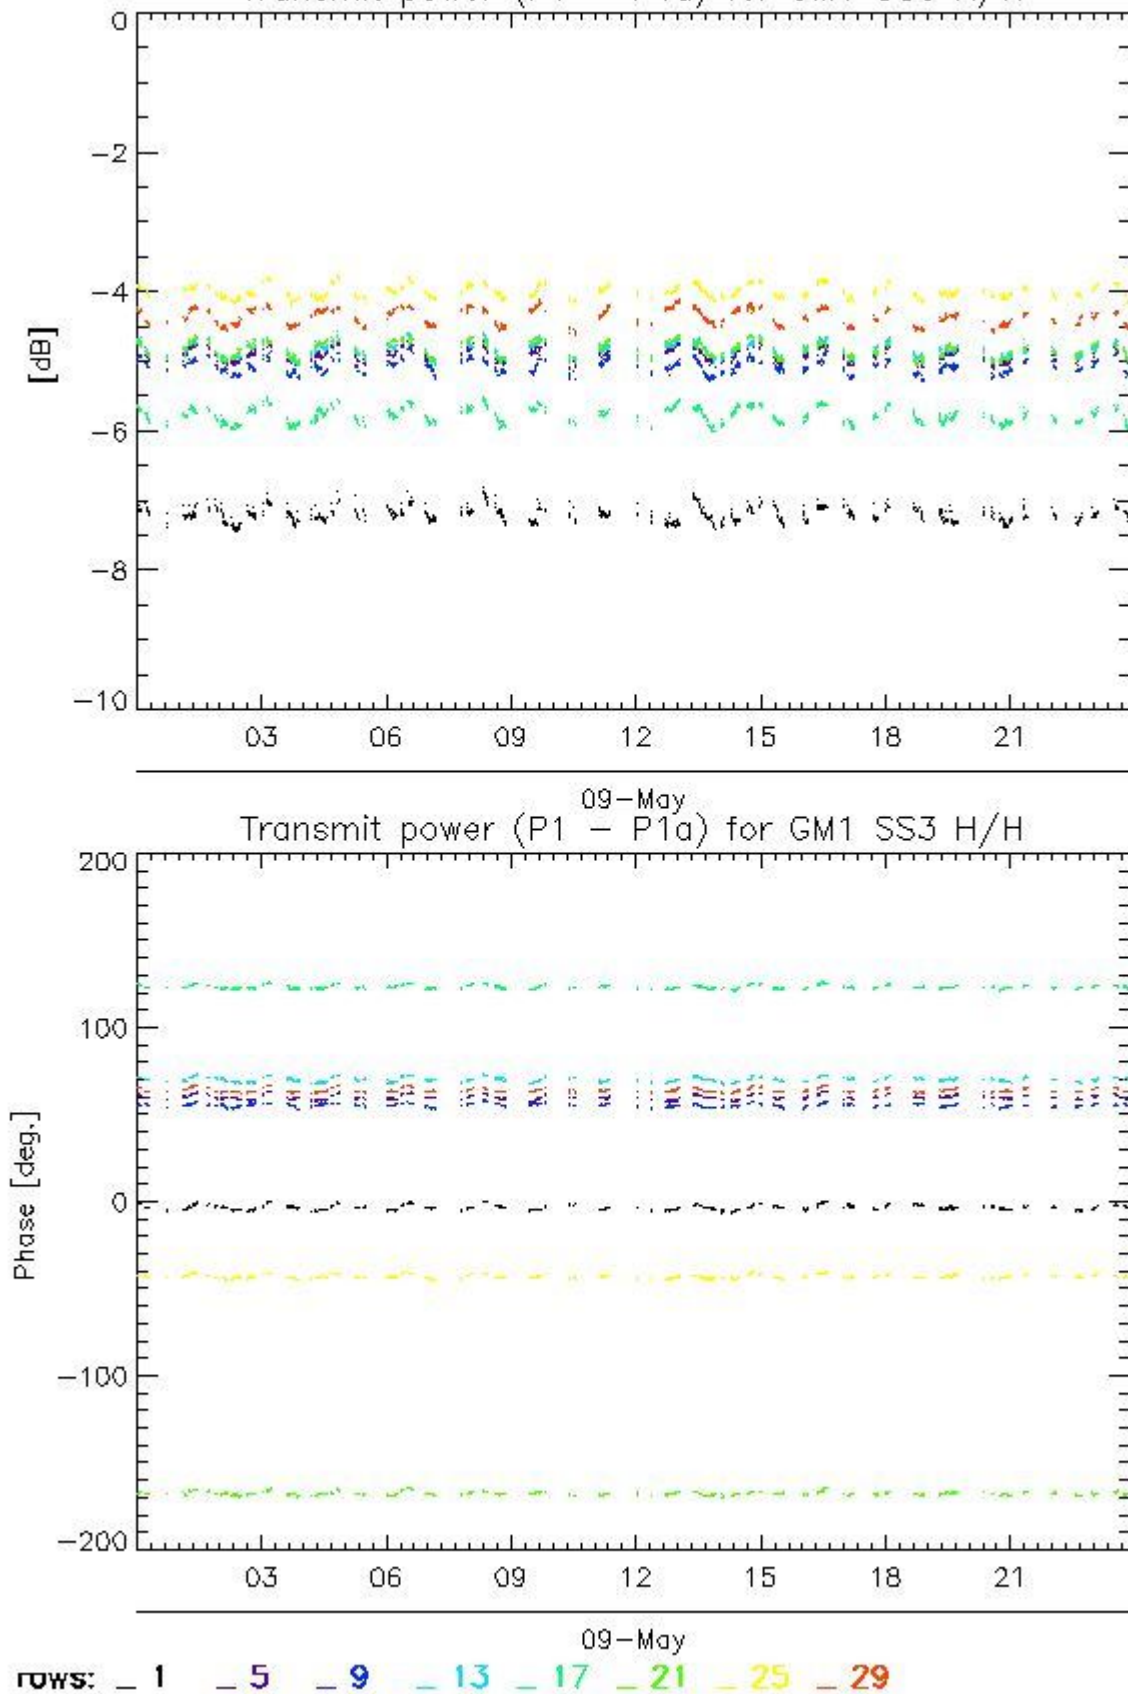 0
-2
-4
[dB]
-6
-8
-10
03 06 09 12 15 18 21
09-May
Transmit power (P1 - P1a) for GM1 SS3 H/H
200
100
0
Phase [deg.]
-100
-200
03 06 09 12 15 18 21
09-May
rows: _ 1 _ 5 _ 9 _ 13 _ 17 _ 21 _ 25 _ 29